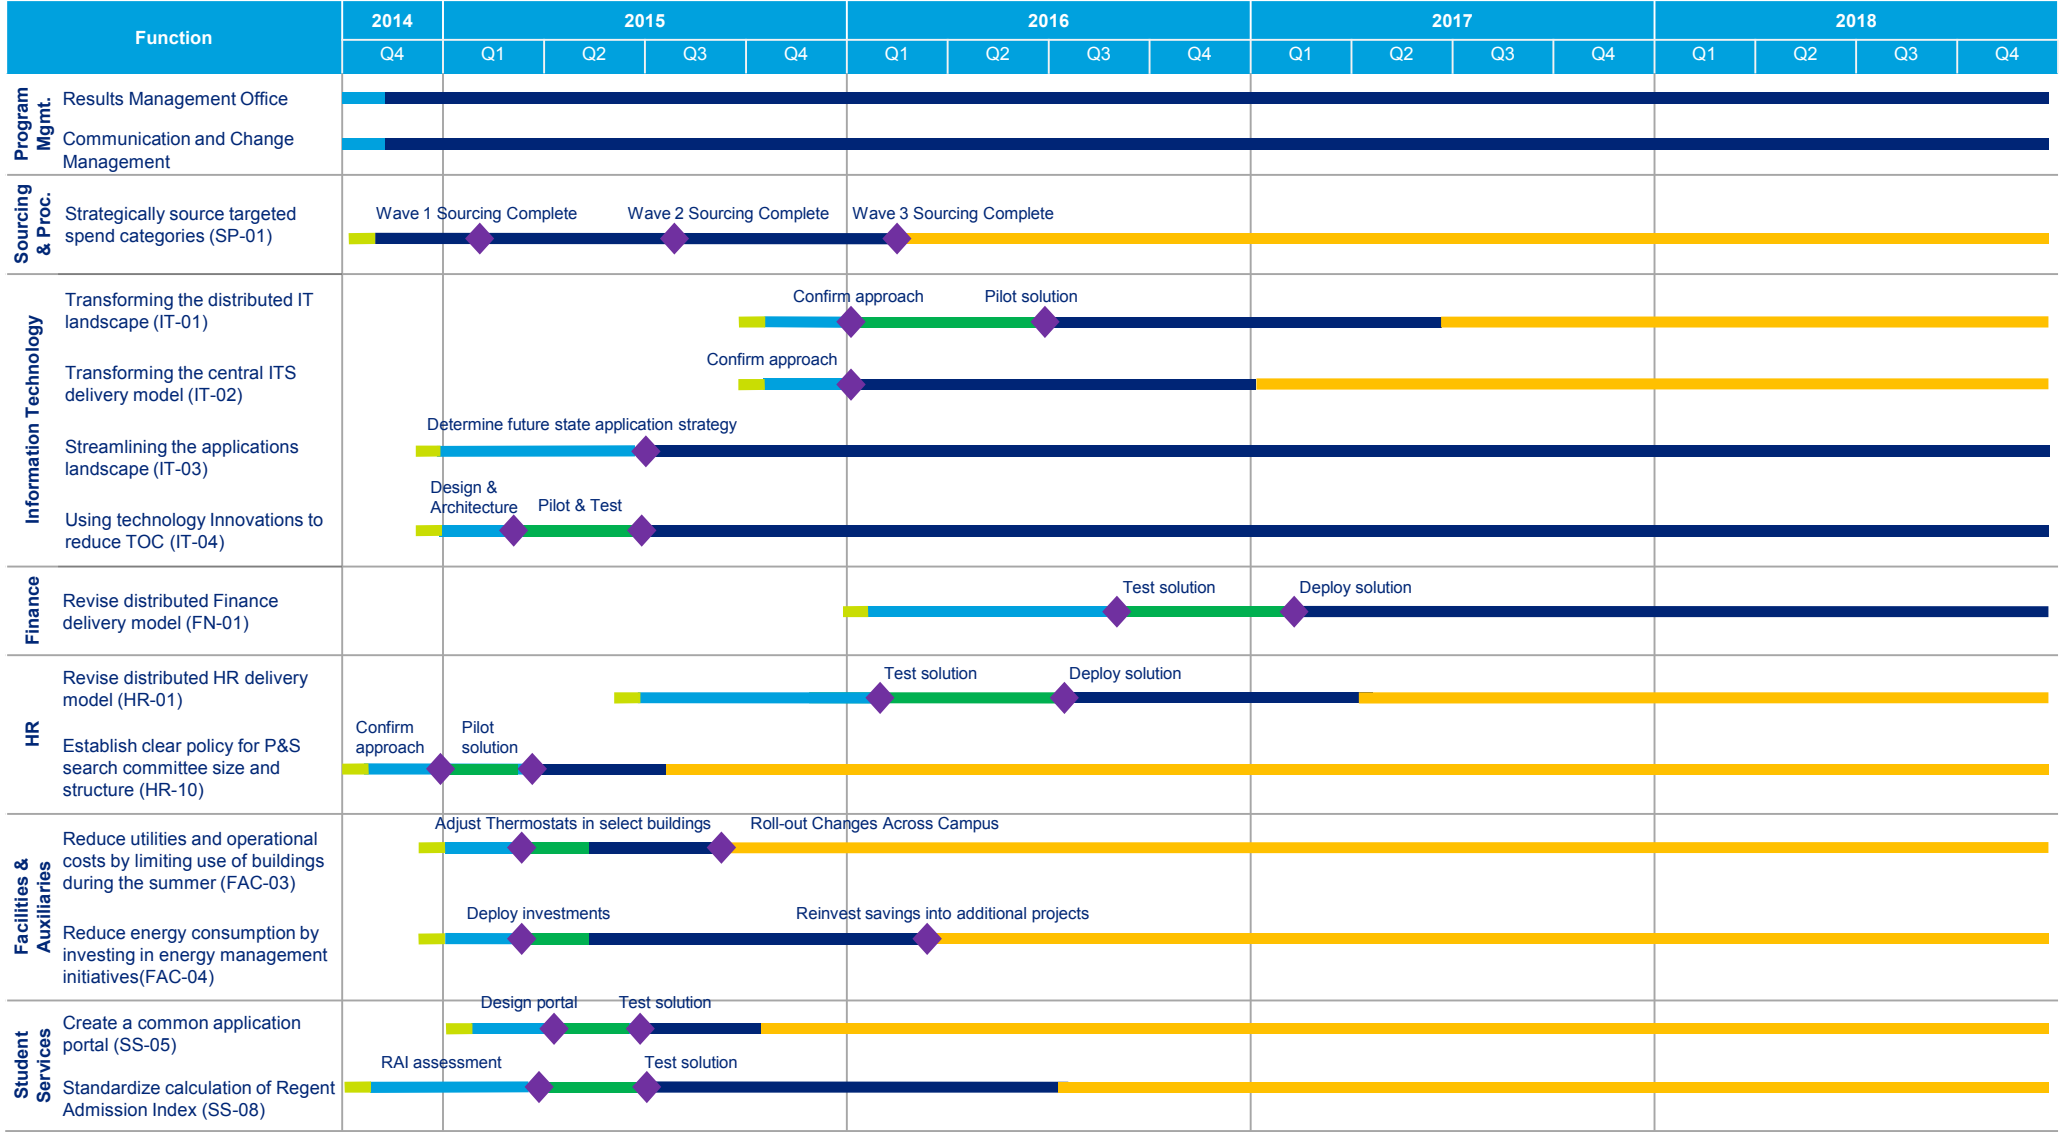 Function
2014
2015
2016
2017
2018
Q4
Q1
Q2
Q3
Q4
Q1
Q2
Q3
Q4
Q1
Q2
Q3
Q4
Q1
Q2
Q3
Q4
Program
Mgmt.
Results Management Office
Communication and Change
Management
Sourcing
& Proc.
Strategically source targeted
spend categories (SP-01)
Wave 1 Sourcing Complete
Wave 2 Sourcing Complete
Wave 3 Sourcing Complete
Information Technology
Transforming the distributed IT
landscape (IT-01)
Confirm approach
Pilot solution
Transforming the central ITS
delivery model (IT-02)
Confirm approach
Streamlining the applications
landscape (IT-03)
Determine future state application strategy
Using technology Innovations to
reduce TOC (IT-04)
Design &
Architecture
Pilot & Test
Finance
Revise distributed Finance
delivery model (FN-01)
Test solution
Deploy solution
HR
Revise distributed HR delivery
model (HR-01)
Test solution
Deploy solution
Establish clear policy for P&S
search committee size and
structure (HR-10)
Confirm
approach
Pilot
solution
Facilities &
Auxiliaries
Reduce utilities and operational
costs by limiting use of buildings
during the summer (FAC-03)
Adjust Thermostats in select buildings
Roll-out Changes Across Campus
Reduce energy consumption by
investing in energy management
initiatives(FAC-04)
Deploy investments
Reinvest savings into additional projects
Student
Services
Create a common application
portal (SS-05)
Design portal
Test solution
Standardize calculation of Regent
Admission Index (SS-08)
RAI assessment
Test solution